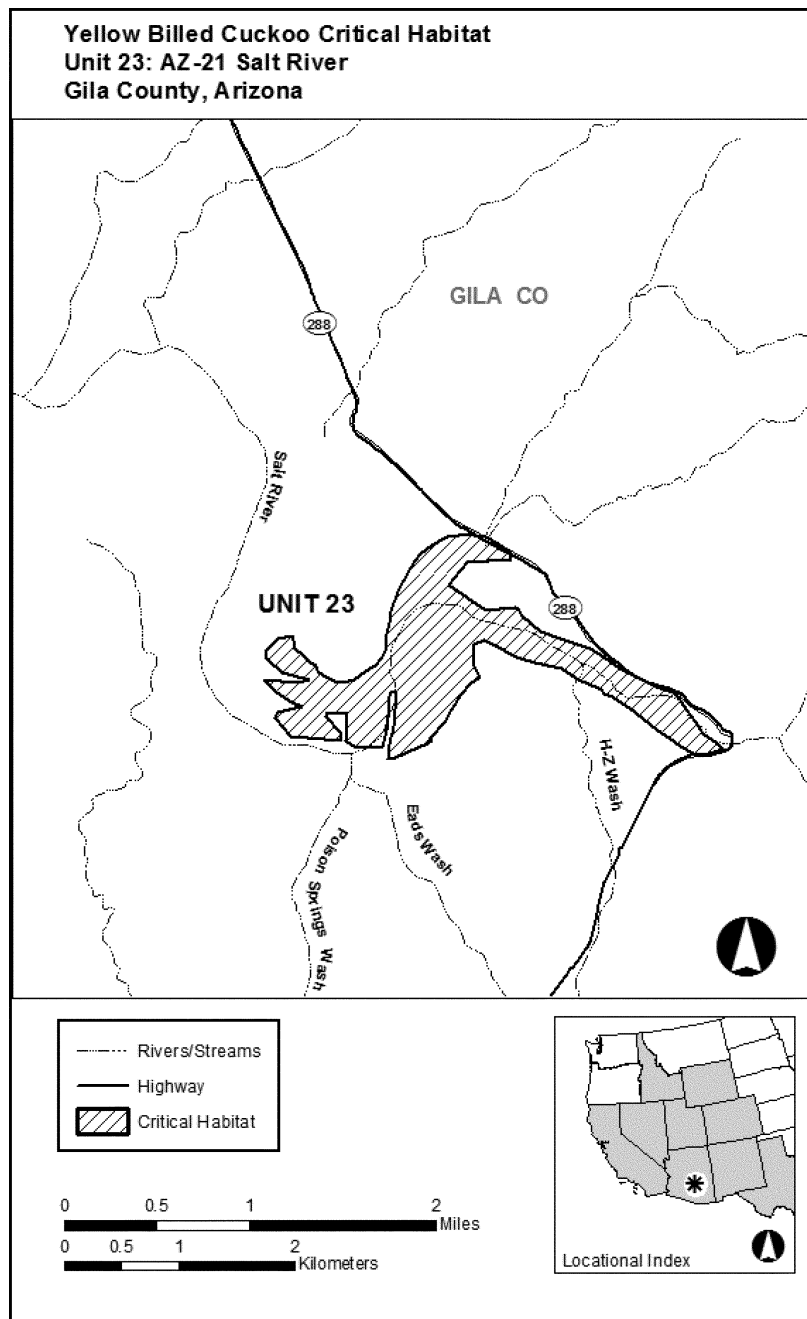 Yellow Billed Cuckoo Critical Habitat
Unit 23: AZ-21 Salt River
Gila County, Arizona
GILA CO
288
Salt River
UNIT 23
288
H-Z Wash
Eads Wash
Poison Springs Wash
Rivers/Streams
Highway
Critical Habitat
0 0.5 1 2
Miles
0 0.5 1 2
Kilometers
Locational Index